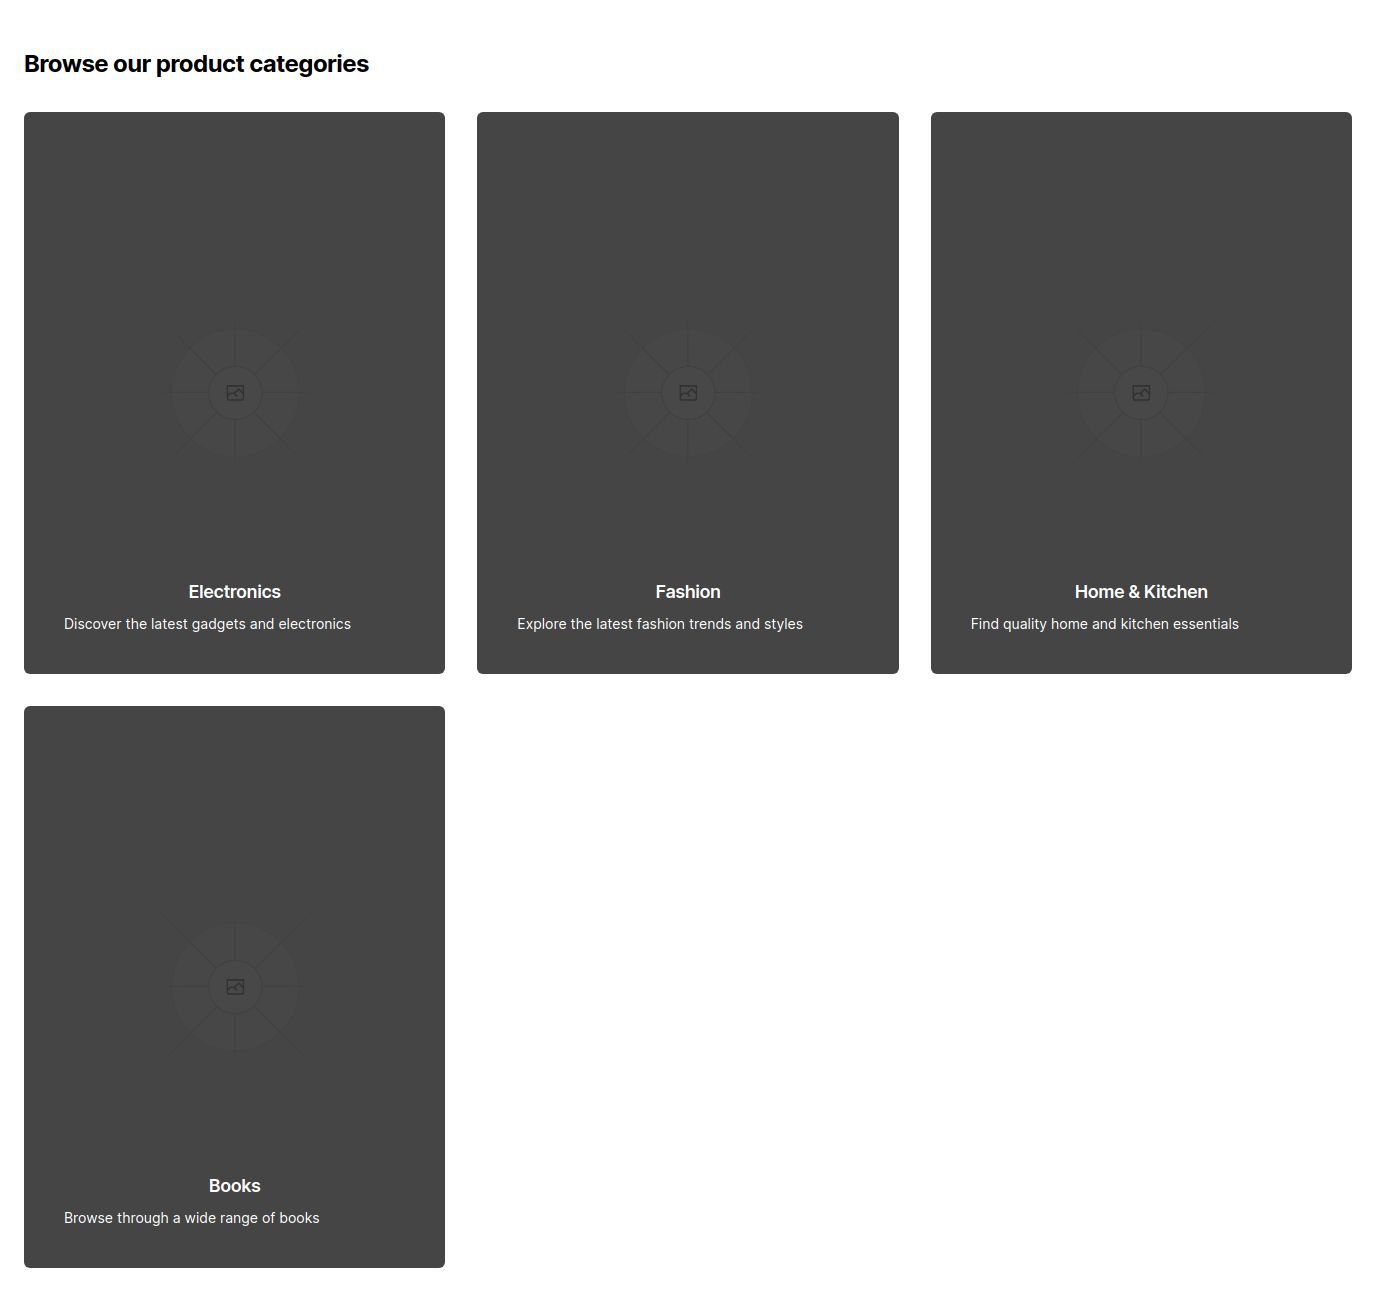 Browse our product categories
Electronics
Discover the latest gadgets and electronics
Fashion
Explore the latest fashion trends and styles
Home & Kitchen
Find quality home and kitchen essentials
Books
Browse through a wide range of books